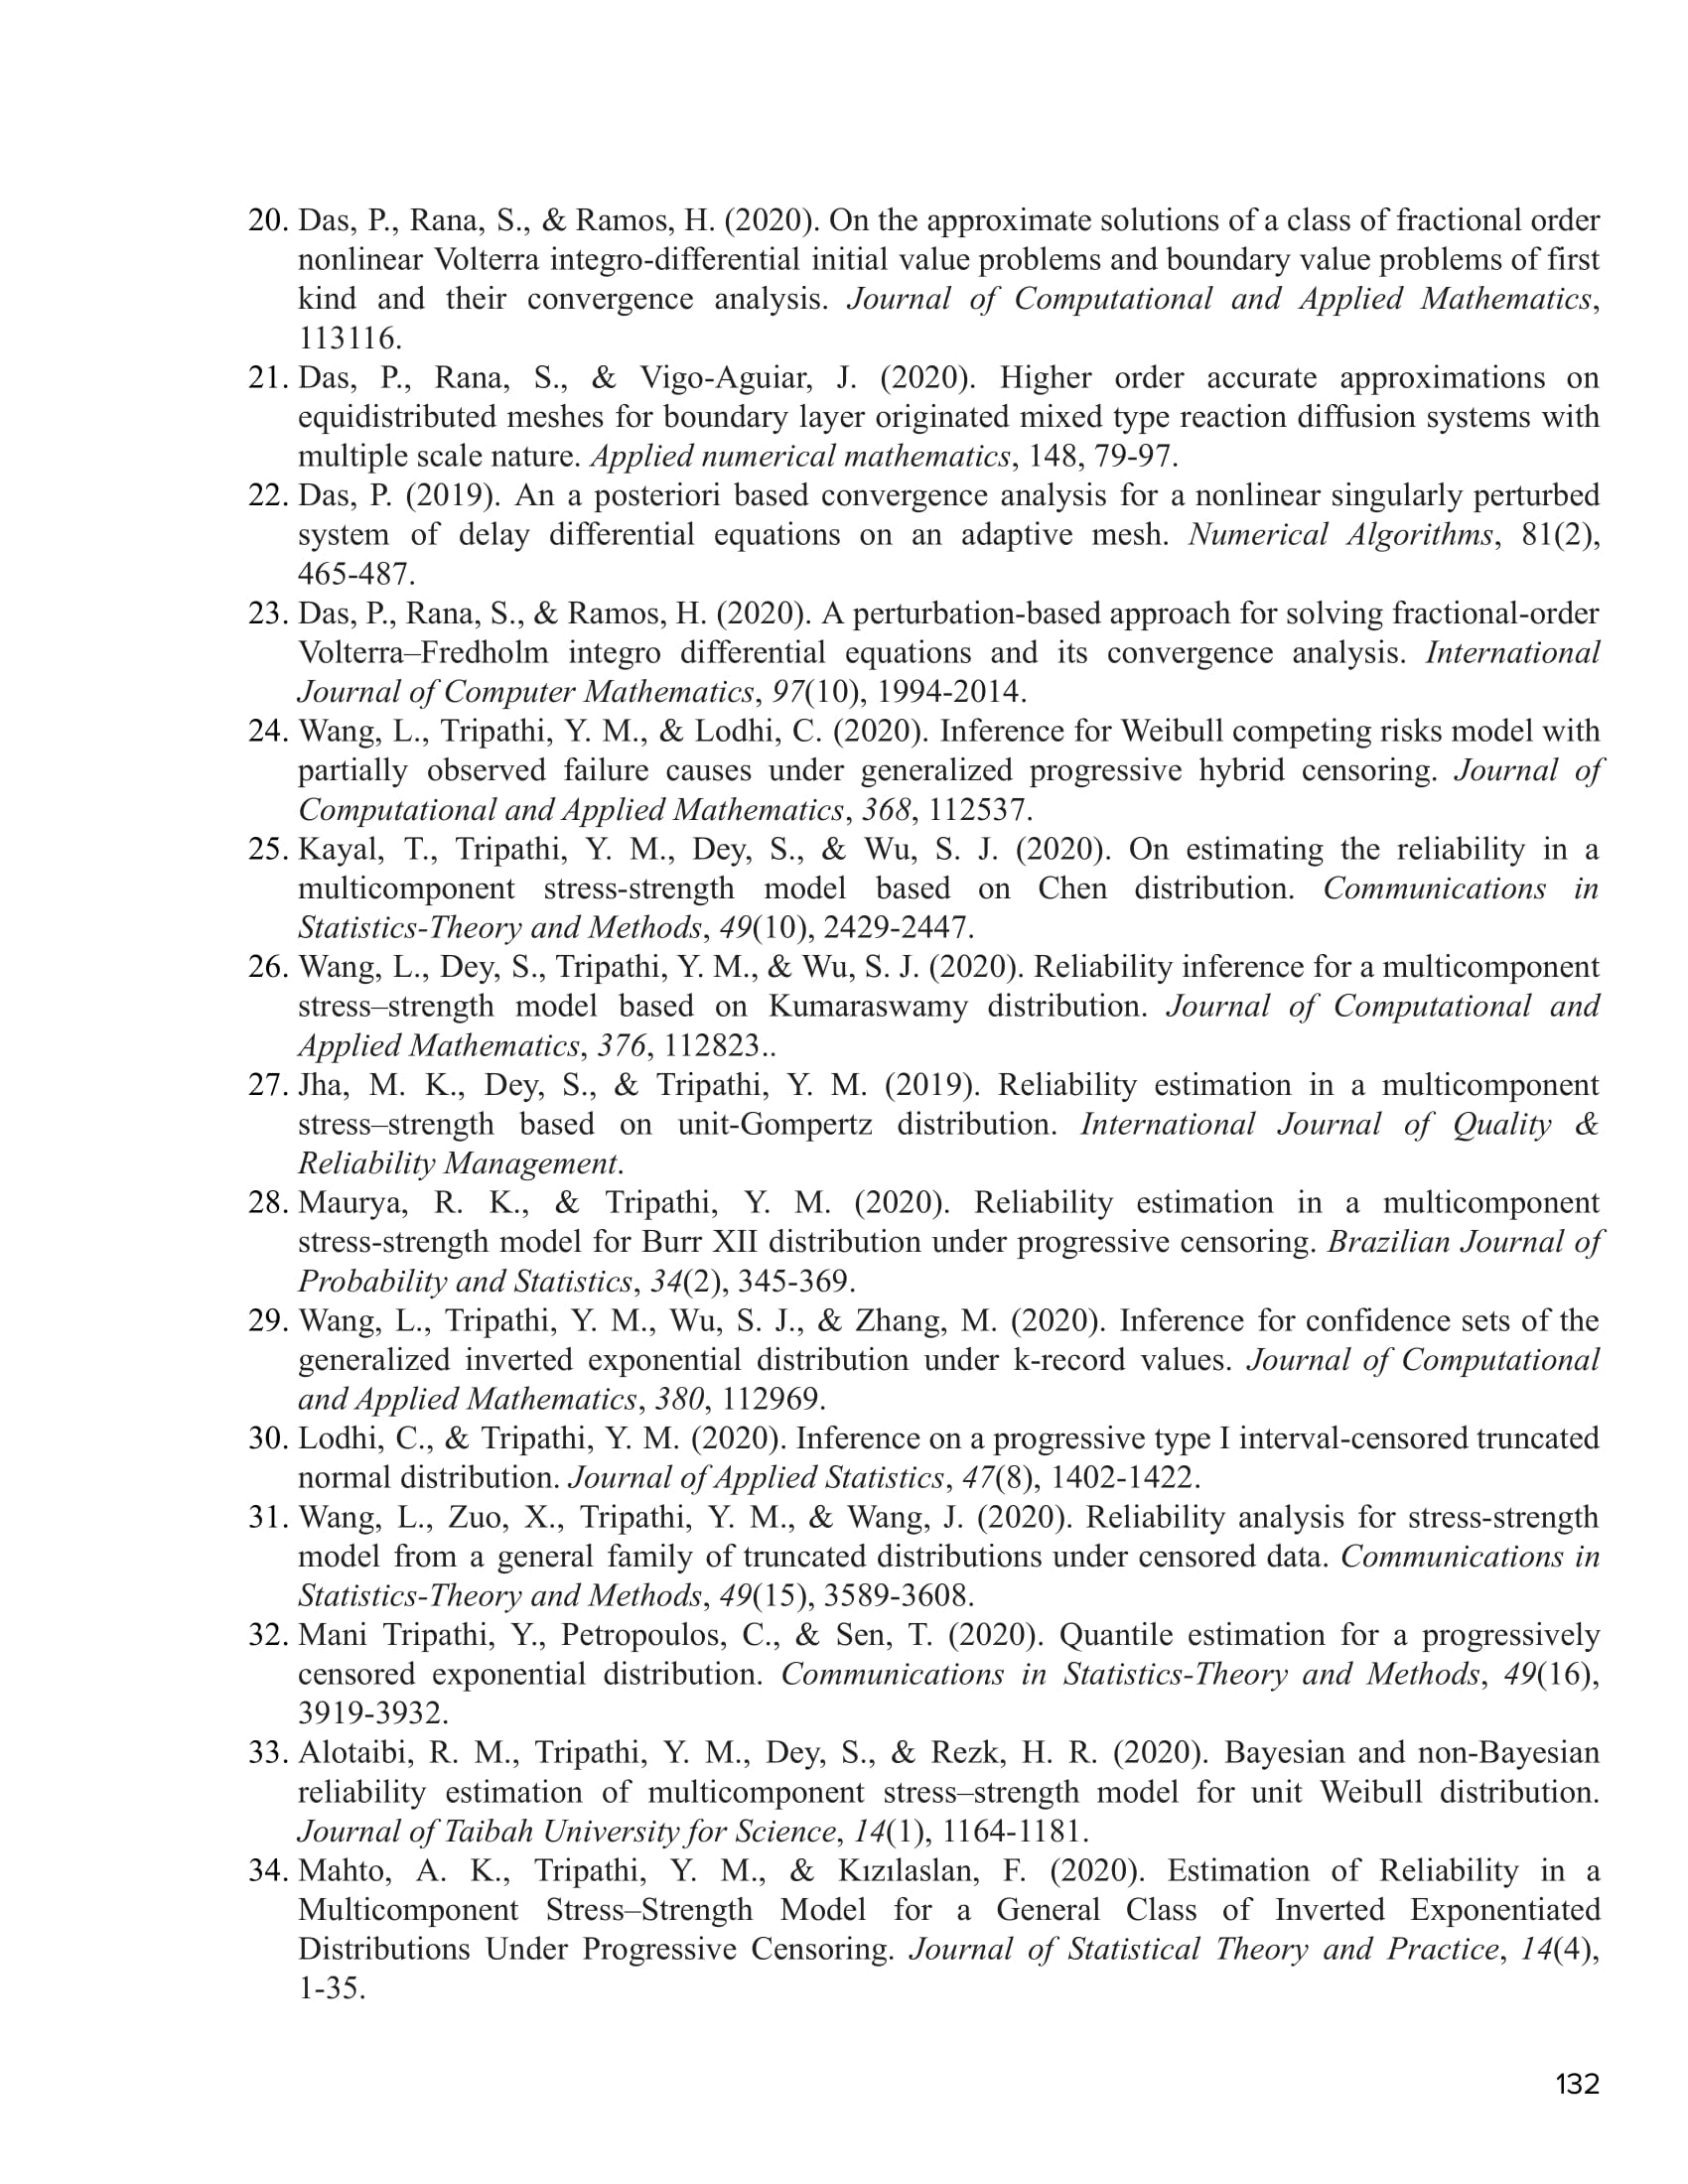 20. Das, P., Rana, S., & Ramos, H. (2020). On the approximate solutions of a class of fractional order
nonlinear Volterra integro-differential initial value problems and boundary value problems of first
kind and their convergence analysis. Journal of Computational and Applied Mathematics,
113116.
21. Das, P., Rana, S., & Vigo-Aguiar, J. (2020). Higher order accurate approximations on
equidistributed meshes for boundary layer originated mixed type reaction diffusion systems with
multiple scale nature. Applied numerical mathematics, 148, 79-97.
22. Das, P. (2019). An a posteriori based convergence analysis for a nonlinear singularly perturbed
system of delay differential equations on an adaptive mesh. Numerical Algorithms, 81(2),
465-487.
23. Das, P., Rana, S., & Ramos, H. (2020). A perturbation-based approach for solving fractional-order
Volterra–Fredholm integro differential equations and its convergence analysis. International
Journal of Computer Mathematics, 97(10), 1994-2014.
24. Wang, L., Tripathi, Y. M., & Lodhi, C. (2020). Inference for Weibull competing risks model with
partially observed failure causes under generalized progressive hybrid censoring. Journal of
Computational and Applied Mathematics, 368, 112537.
25. Kayal, T., Tripathi, Y. M., Dey, S., & Wu, S. J. (2020). On estimating the reliability in a
multicomponent stress-strength model based on Chen distribution. Communications in
Statistics-Theory and Methods, 49(10), 2429-2447.
26. Wang, L., Dey, S., Tripathi, Y. M., & Wu, S. J. (2020). Reliability inference for a multicomponent
stress–strength model based on Kumaraswamy distribution. Journal of Computational and
Applied Mathematics, 376, 112823..
27. Jha, M. K., Dey, S., & Tripathi, Y. M. (2019). Reliability estimation in a multicomponent
stress–strength based on unit-Gompertz distribution. International Journal of Quality &
Reliability Management.
28. Maurya, R. K., & Tripathi, Y. M. (2020). Reliability estimation in a multicomponent
stress-strength model for Burr XII distribution under progressive censoring. Brazilian Journal of
Probability and Statistics, 34(2), 345-369.
29. Wang, L., Tripathi, Y. M., Wu, S. J., & Zhang, M. (2020). Inference for confidence sets of the
generalized inverted exponential distribution under k-record values. Journal of Computational
and Applied Mathematics, 380, 112969.
30. Lodhi, C., & Tripathi, Y. M. (2020). Inference on a progressive type I interval-censored truncated
normal distribution. Journal of Applied Statistics, 47(8), 1402-1422.
31. Wang, L., Zuo, X., Tripathi, Y. M., & Wang, J. (2020). Reliability analysis for stress-strength
model from a general family of truncated distributions under censored data. Communications in
Statistics-Theory and Methods, 49(15), 3589-3608.
32. Mani Tripathi, Y., Petropoulos, C., & Sen, T. (2020). Quantile estimation for a progressively
censored exponential distribution. Communications in Statistics-Theory and Methods, 49(16),
3919-3932.
33. Alotaibi, R. M., Tripathi, Y. M., Dey, S., & Rezk, H. R. (2020). Bayesian and non-Bayesian
reliability estimation of multicomponent stress–strength model for unit Weibull distribution.
Journal of Taibah University for Science, 14(1), 1164-1181.
34. Mahto, A. K., Tripathi, Y. M., & Kızılaslan, F. (2020). Estimation of Reliability in a
Multicomponent Stress–Strength Model for a General Class of Inverted Exponentiated
Distributions Under Progressive Censoring. Journal of Statistical Theory and Practice, 14(4),
1-35.
132